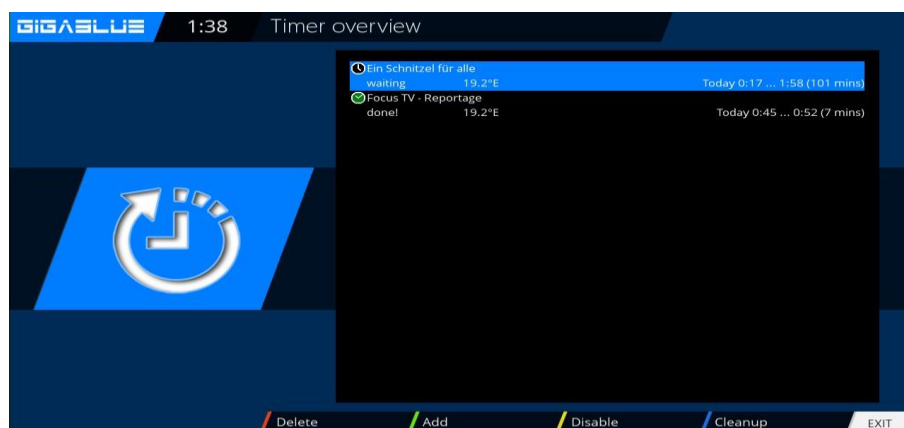 GIGABLUE 1:38 Timer overview
Ein Schnitzel für alle
waiting 19.2°E Today 0:17 ... 1:58 (101 mins)
Focus TV - Reportage
done! 19.2°E Today 0:45 ... 0:52 (7 mins)
Delete Add Disable Cleanup EXIT